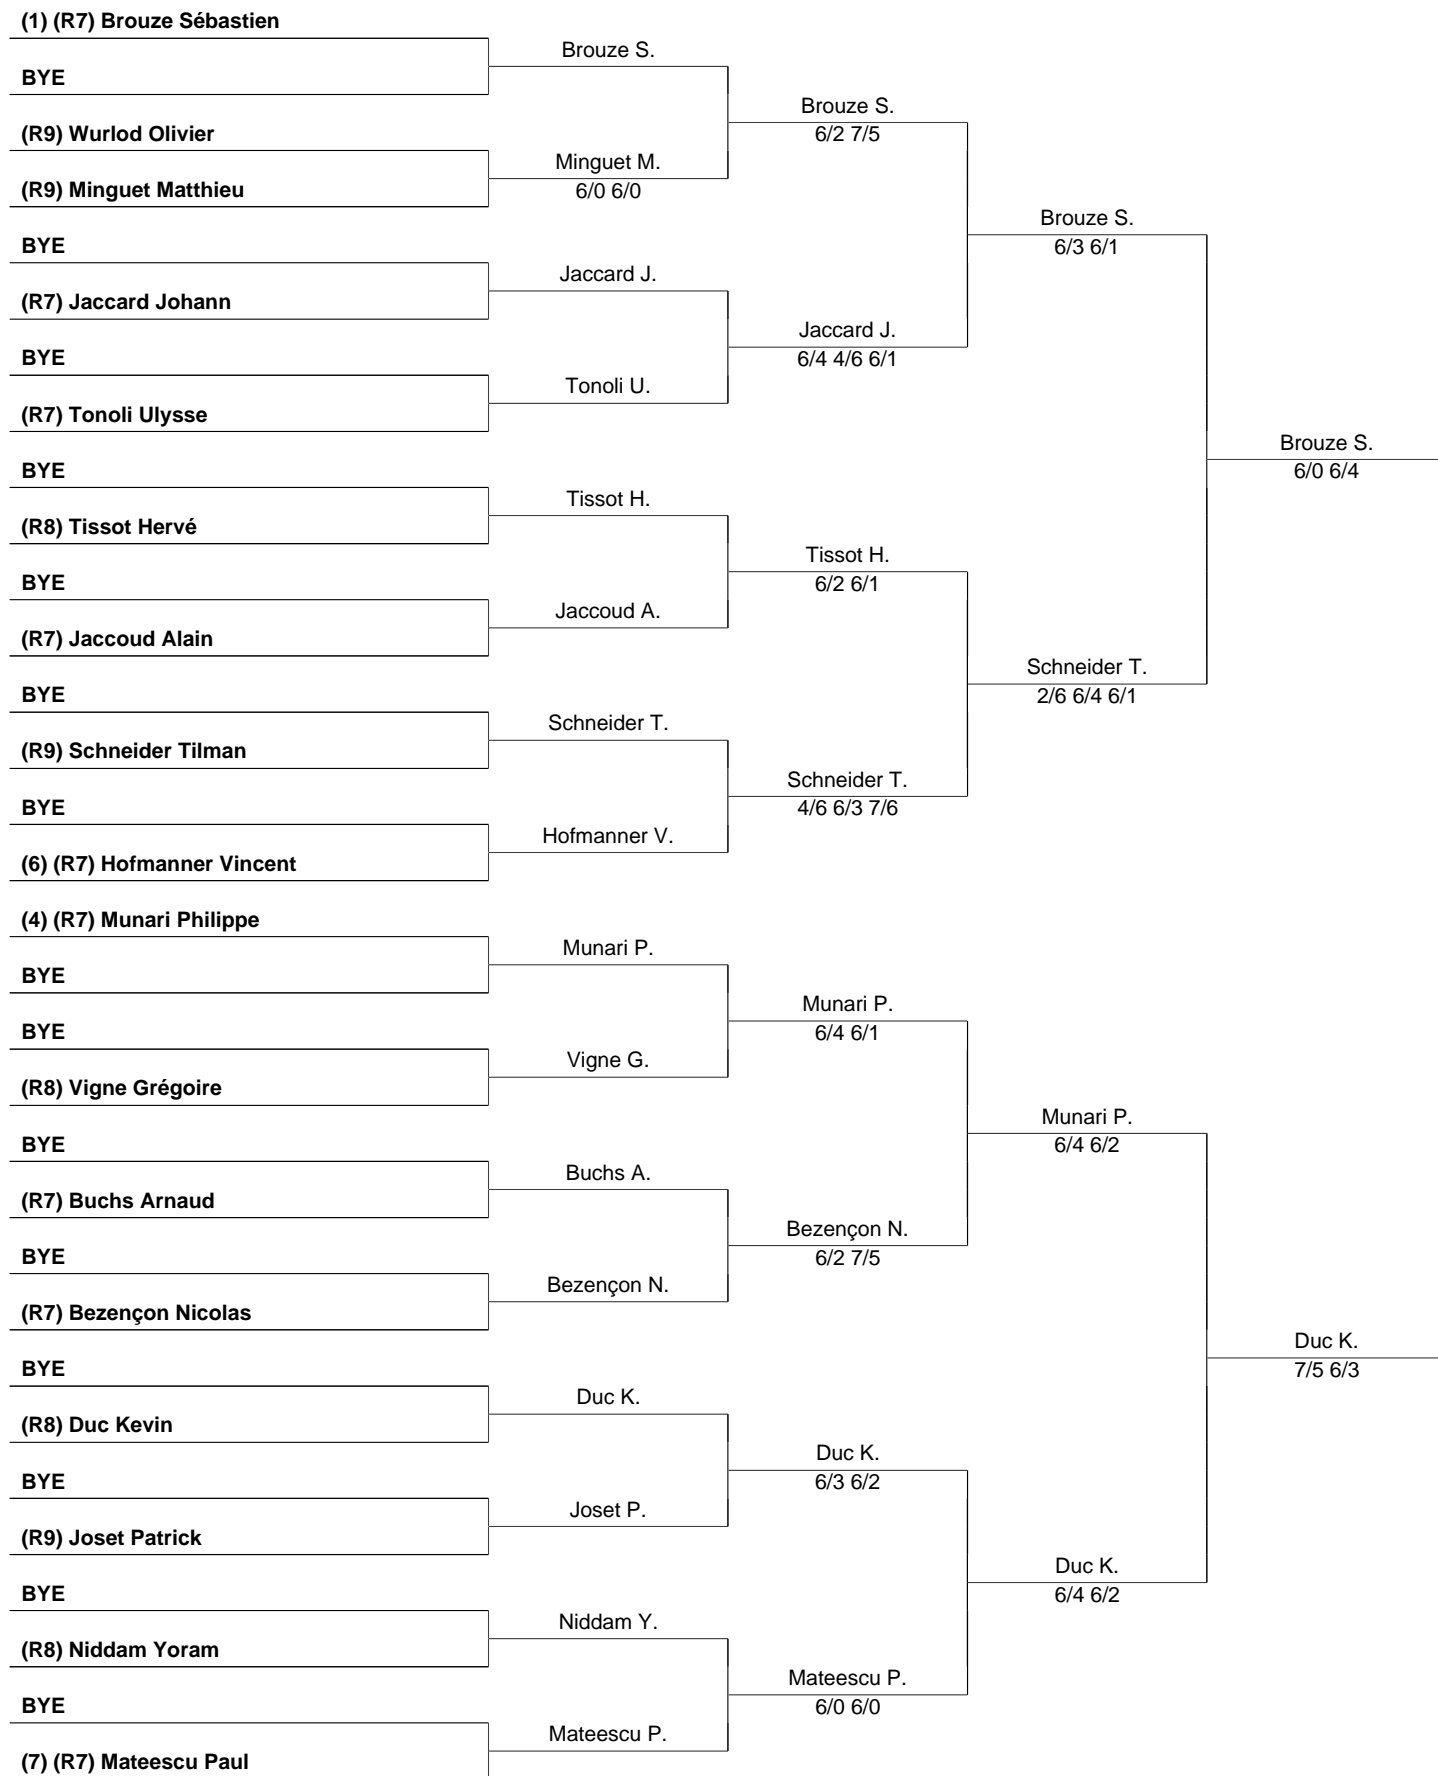 (1) (R7) Brouze Sébastien
Brouze S.
BYE
Brouze S.
(R9) Wurlod Olivier
6/2 7/5
Minguet M.
(R9) Minguet Matthieu
6/0 6/0
Brouze S.
BYE
6/3 6/1
Jaccard J.
(R7) Jaccard Johann
Jaccard J.
BYE
6/4 4/6 6/1
Tonoli U.
(R7) Tonoli Ulysse
Brouze S.
BYE
6/0 6/4
Tissot H.
(R8) Tissot Hervé
Tissot H.
BYE
6/2 6/1
Jaccoud A.
(R7) Jaccoud Alain
Schneider T.
BYE
2/6 6/4 6/1
Schneider T.
(R9) Schneider Tilman
Schneider T.
BYE
4/6 6/3 7/6
Hofmanner V.
(6) (R7) Hofmanner Vincent
(4) (R7) Munari Philippe
Munari P.
BYE
Munari P.
BYE
6/4 6/1
Vigne G.
(R8) Vigne Grégoire
Munari P.
BYE
6/4 6/2
Buchs A.
(R7) Buchs Arnaud
Bezençon N.
BYE
6/2 7/5
Bezençon N.
(R7) Bezençon Nicolas
Duc K.
BYE
7/5 6/3
Duc K.
(R8) Duc Kevin
Duc K.
BYE
6/3 6/2
Joset P.
(R9) Joset Patrick
Duc K.
BYE
6/4 6/2
Niddam Y.
(R8) Niddam Yoram
Mateescu P.
BYE
6/0 6/0
Mateescu P.
(7) (R7) Mateescu Paul